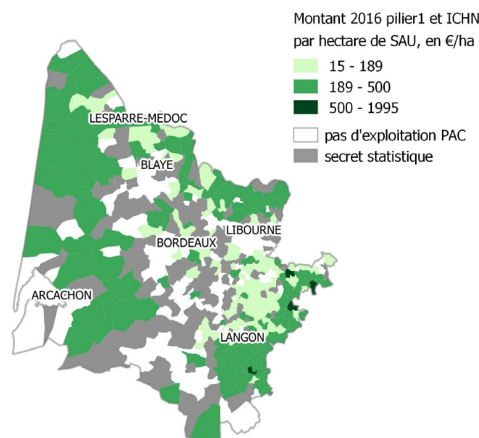 Montant 2016 pilier1 et ICHN
par hectare de SAU, en €/ha
15 - 189
189 - 500
500 - 1995
pas d'exploitation PAC
secret statistique
LESPARRE-MEDOC
BLAYE
LIBOURNE
BORDEAUX
ARCACHON
LANGON